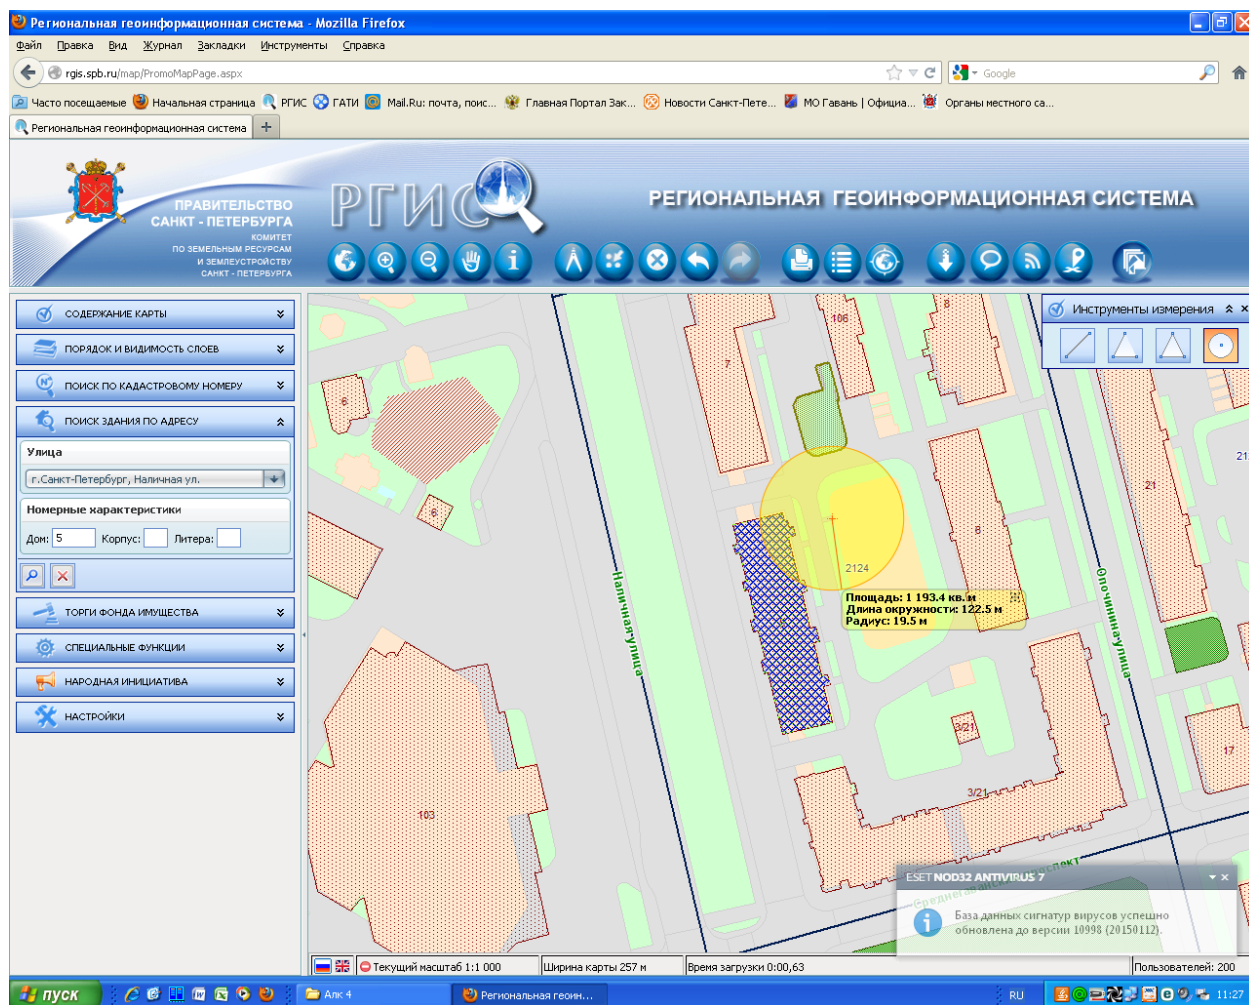 Региональная геоинформационная система - Mozilla Firefox
Файл Правка Вид Журнал Закладки Инструменты Справка
rgis.spb.ru/map/PromoMapPage.aspx
Google
Часто посещаемые Начальная страница РГИС ГАТИ Mail.Ru: почта, поис... Главная Портал Зак... Новости Санкт-Пете... МО Гавань | Официа... Органы местного са...
Региональная геоинформационная система +
ПРАВИТЕЛЬСТВО
САНКТ - ПЕТЕРБУРГА
КОМИТЕТ
ПО ЗЕМЕЛЬНЫМ РЕСУРСАМ
И ЗЕМЛЕУСТРОЙСТВУ
САНКТ - ПЕТЕРБУРГА
РГИС
РЕГИОНАЛЬНАЯ ГЕОИНФОРМАЦИОННАЯ СИСТЕМА
СОДЕРЖАНИЕ КАРТЫ
ПОРЯДОК И ВИДИМОСТЬ СЛОЕВ
ПОИСК ПО КАДАСТРОВОМУ НОМЕРУ
ПОИСК ЗДАНИЯ ПО АДРЕСУ
Улица
г.Санкт-Петербург, Наличная ул.
Номерные характеристики
Дом: 5 Корпус: Литера:
ТОРГИ ФОНДА ИМУЩЕСТВА
СПЕЦИАЛЬНЫЕ ФУНКЦИИ
НАРОДНАЯ ИНИЦИАТИВА
НАСТРОЙКИ
Инструменты измерения
106
8
7
6
6
21
212
6
2124
Площадь: 1 193.4 кв. м
Длина окружности: 122.5 м
Радиус: 19.5 м
Наличная улица
Опочинина улица
3/21
17
3/21
103
Среднегаванский проспект
ESET NOD32 ANTIVIRUS 7
База данных сигнатур вирусов успешно
обновлена до версии 10998 (20150112).
Текущий масштаб 1:1 000 Ширина карты 257 м Время загрузки 0:00,63 Пользователей: 200
пуск Алк 4 Региональная геоин... RU 11:27